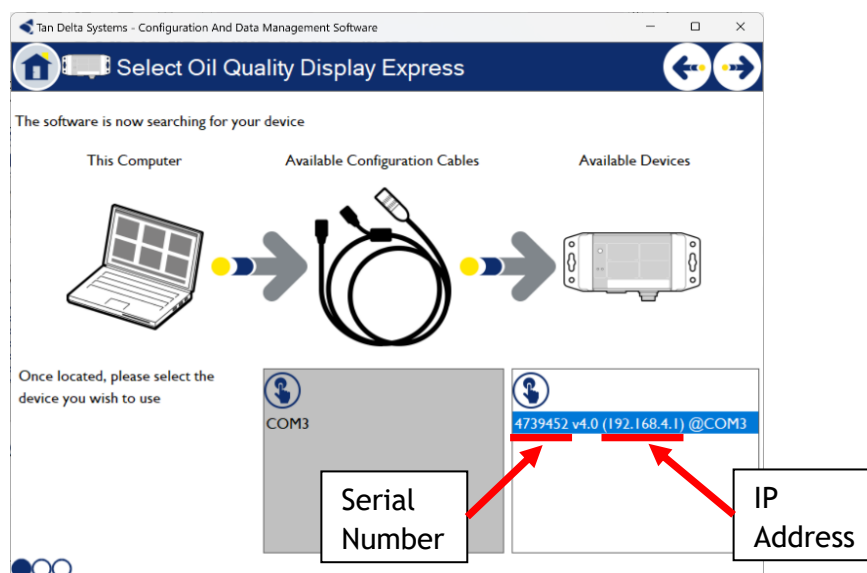 Tan Delta Systems - Configuration And Data Management Software
Select Oil Quality Display Express
The software is now searching for your device
This Computer
Available Configuration Cables
Available Devices
Once located, please select the
device you wish to use
COM3
4739452 v4.0 (192.168.4.1) @COM3
Serial
Number
IP
Address